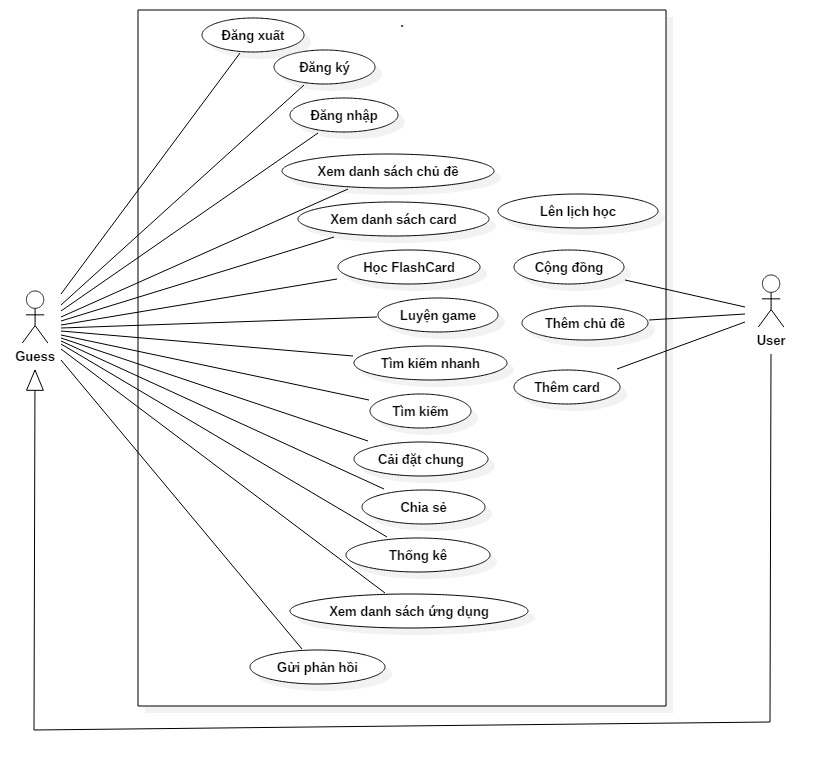 Đăng xuất
Đăng ký
Đăng nhập
Xem danh sách chủ đề
Xem danh sách card
Lên lịch học
Học FlashCard
Cộng đồng
Luyện game
Thêm chủ đề
Guess
User
Tìm kiếm nhanh
Thêm card
Tìm kiếm
Cải đặt chung
Chia sẻ
Thống kê
Xem danh sách ứng dụng
Gửi phản hồi